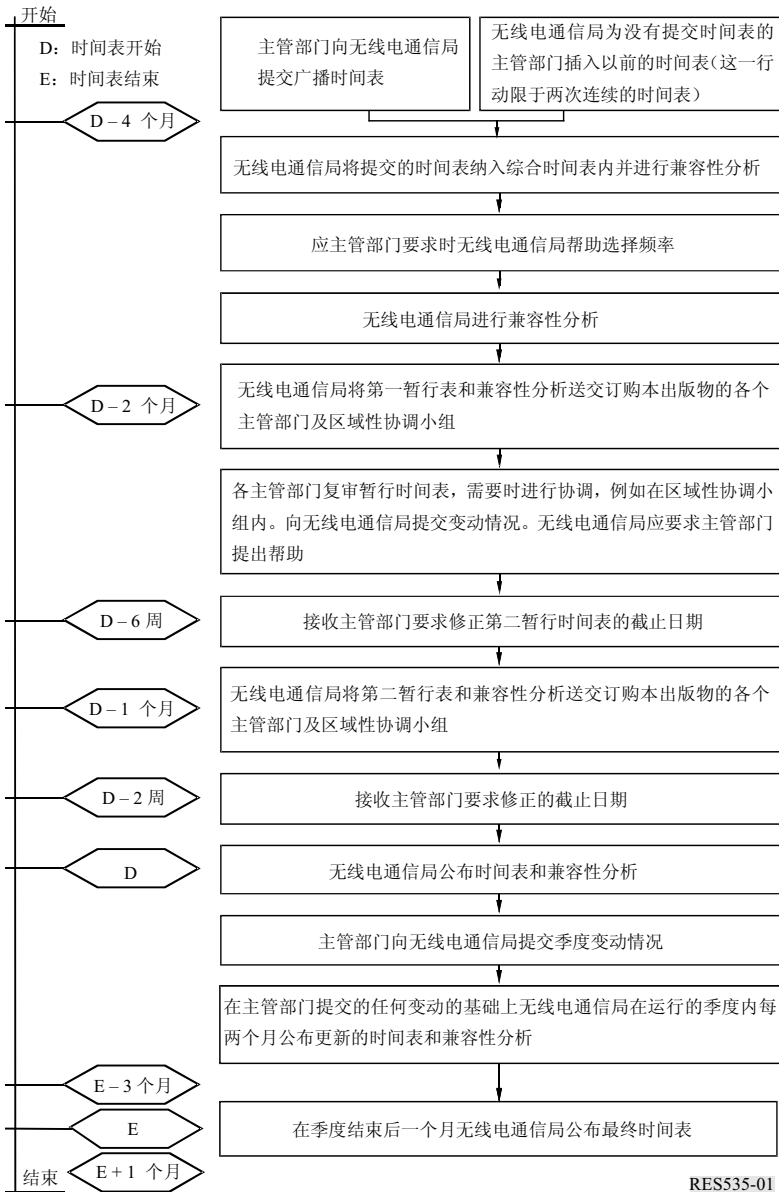 开始
D：时间表开始
E：时间表结束
主管部门向无线电通信局
提交广播时间表
无线电通信局为没有提交时间表的
主管部门插入以前的时间表（这一行
动限于两次连续的时间表）
D – 4 个月
无线电通信局将提交的时间表纳入综合时间表内并进行兼容性分析
应主管部门要求时无线电通信局帮助选择频率
无线电通信局进行兼容性分析
D – 2 个月
无线电通信局将第一暂行表和兼容性分析送交订购本出版物的各个
主管部门及区域性协调小组
各主管部门复审暂行时间表，需要时进行协调，例如在区域性协调小
组内。向无线电通信局提交变动情况。无线电通信局应要求主管部门
提出帮助
D – 6 周
接收主管部门要求修正第二暂行时间表的截止日期
D – 1 个月
无线电通信局将第二暂行表和兼容性分析送交订购本出版物的各个
主管部门及区域性协调小组
D – 2 周
接收主管部门要求修正的截止日期
D
无线电通信局公布时间表和兼容性分析
主管部门向无线电通信局提交季度变动情况
在主管部门提交的任何变动的基础上无线电通信局在运行的季度内每
两个月公布更新的时间表和兼容性分析
E – 3 个月
E
在季度结束后一个月无线电通信局公布最终时间表
结束
E + 1 个月
RES535-01